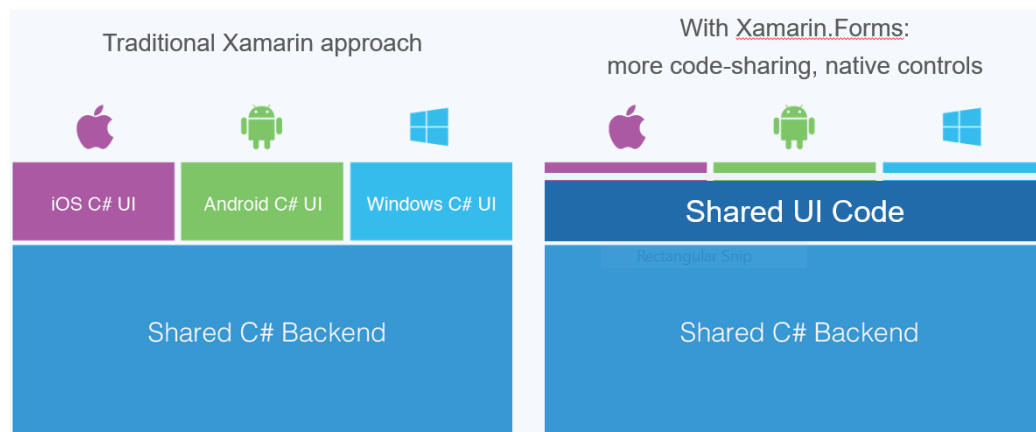 Traditional Xamarin approach
iOS C# UI
Android C# UI
Windows C# UI
Shared C# Backend
With Xamarin.Forms:
more code-sharing, native controls
Shared UI Code
Rectangular Snip
Shared C# Backend